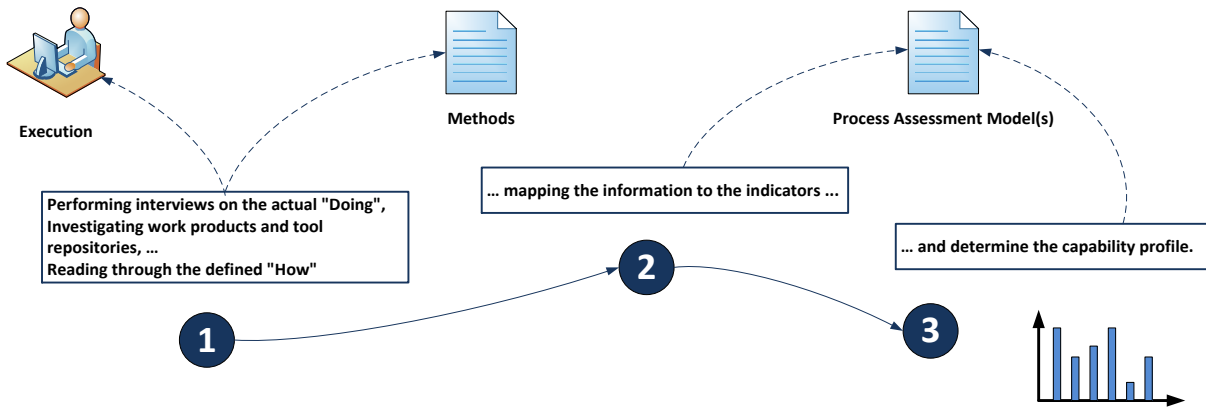 Execution
Methods
Process Assessment Model(s)
Performing interviews on the actual "Doing",
Investigating work products and tool
repositories, …
Reading through the defined "How"
… mapping the information to the indicators ...
… and determine the capability profile.
1
2
3